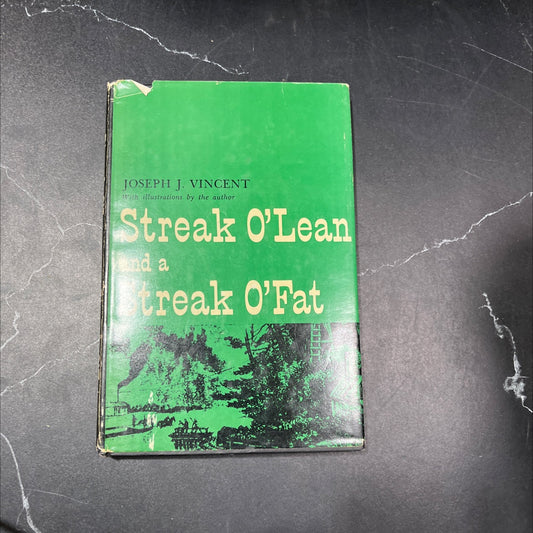 JOSEPH J. VINCENT
With illustrations by the author
Streak O'Lean
and a
Streak O'Fat